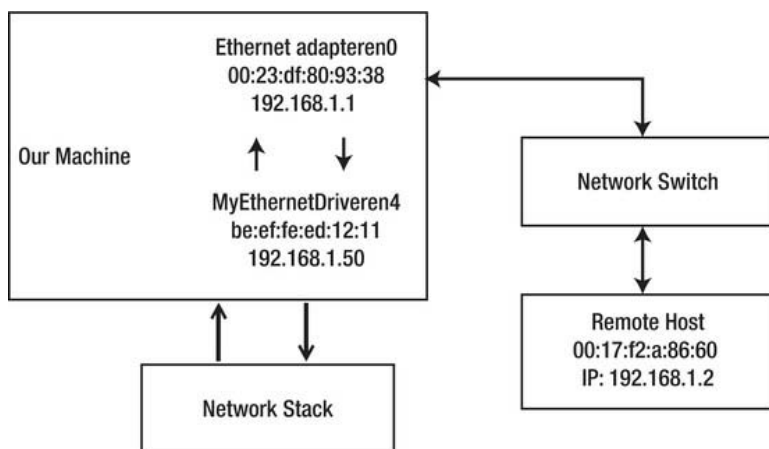 Ethernet adapteren0
00:23:df:80:93:38
192.168.1.1
Our Machine
MyEthernetDriveren4
be:ef:fe:ed:12:11
192.168.1.50
Network Stack
Network Switch
Remote Host
00:17:f2:a:86:60
IP: 192.168.1.2